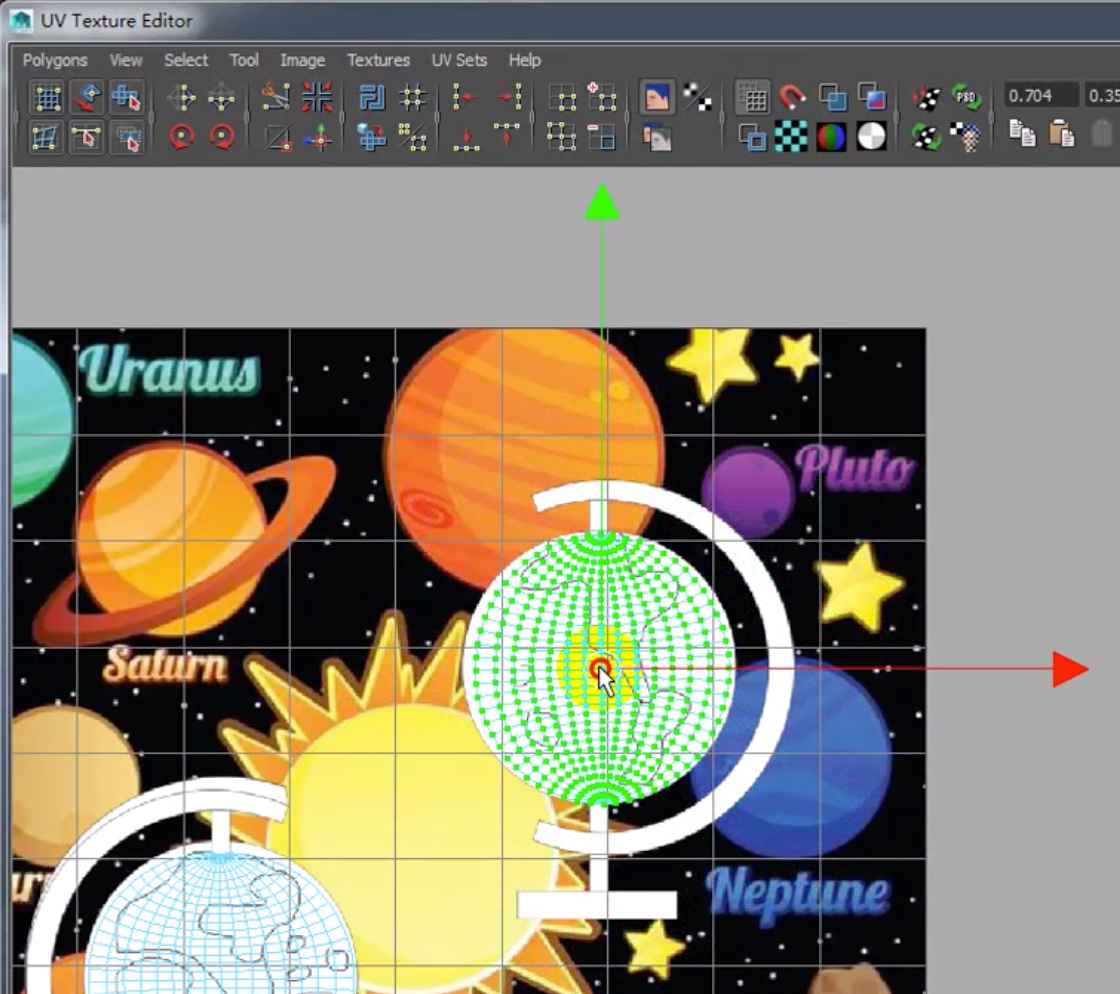 UV Texture Editor
Polygons View Select Tool Image Textures UV Sets Help
PSD 0.704 0.35
Uranus
Pluto
Saturn
Neptune